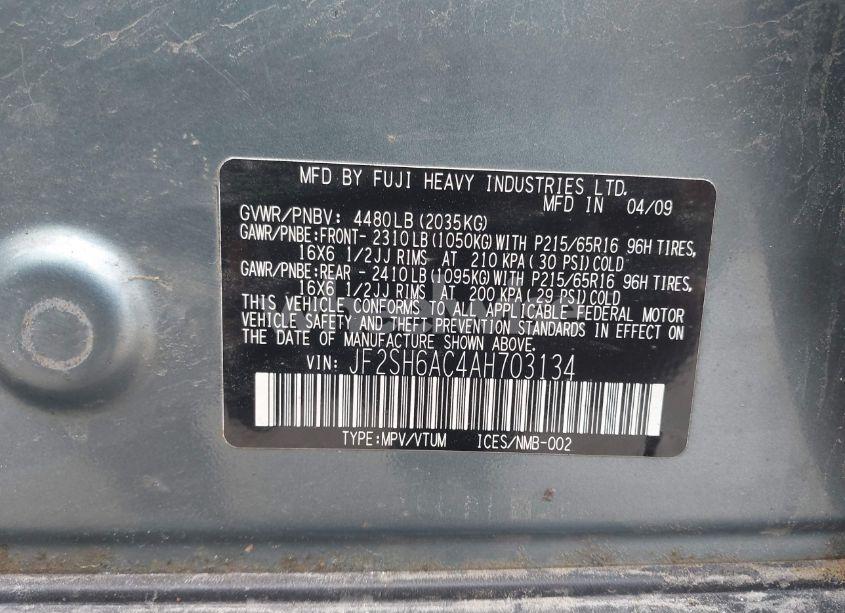 MFD BY FUJI HEAVY INDUSTRIES LTD.
MFD IN 04/09
GVWR/PNBV: 4480LB (2035KG)
GAWR/PNBE:FRONT- 2310LB (1050KG) WITH P215/65R16 96H TIRES,
16X6 1/2JJ RIMS AT 210 KPA (30 PSI) COLD
GAWR/PNBE:REAR - 2410LB (1095KG) WITH P215/65R16 96H TIRES,
16X6 1/2JJ RIMS AT 200 KPA (29 PSI) COLD
THIS VEHICLE CONFORMS TO ALL APPLICABLE FEDERAL MOTOR
VEHICLE SAFETY AND THEFT PREVENTION STANDARDS IN EFFECT ON
THE DATE OF MANUFACTURE SHOWN ABOVE.
VIN: JF2SH6AC4AH703134
TYPE:MPV/VTUM ICES/NMB-002